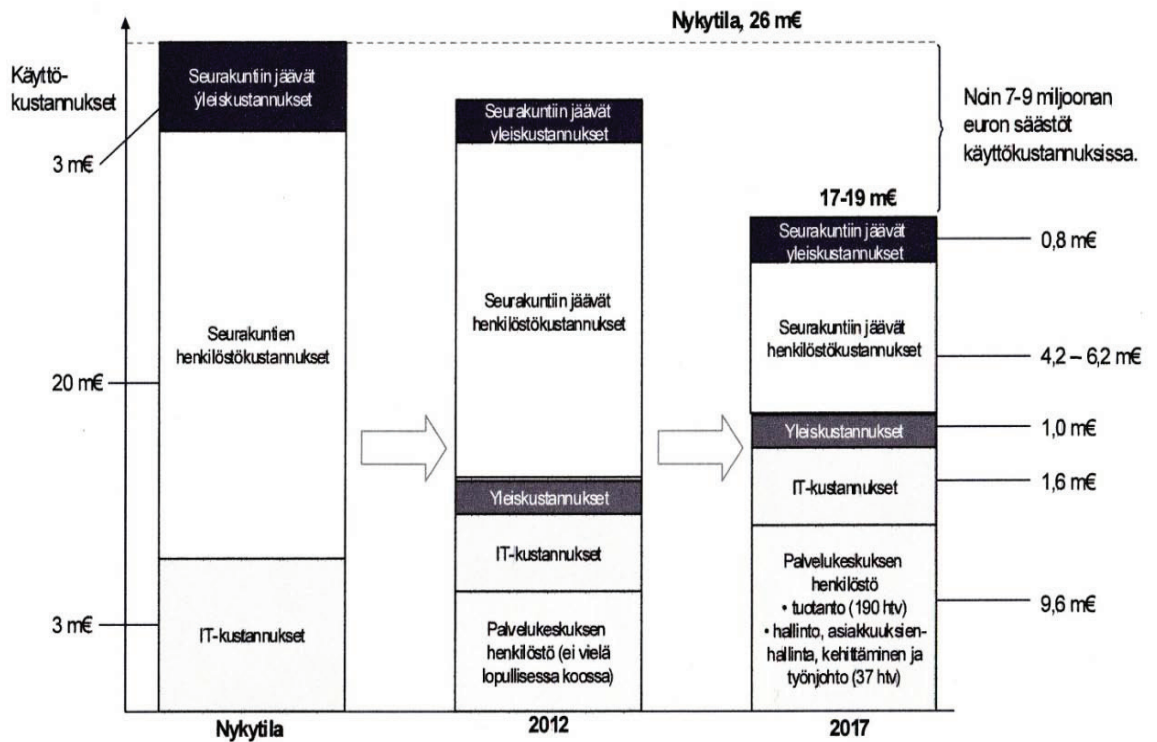 Nykytila, 26 m€
Käyttö-
kustannukset
3 m€
20 m€
3 m€
Seurakuntiin jäävät
yleiskustannukset
Seurakuntien
henkilöstökustannukset
IT-kustannukset
Nykytila
Seurakuntiin jäävät
yleiskustannukset
Seurakuntiin jäävät
henkilöstökustannukset
Yleiskustannukset
IT-kustannukset
Palvelukeskuksen
henkilöstö (ei vielä
lopullisessa koossa)
2012
17-19 m€
Seurakuntiin jäävät
yleiskustannukset
Seurakuntiin jäävät
henkilöstökustannukset
Yleiskustannukset
IT-kustannukset
Palvelukeskuksen
henkilöstö
• tuotanto (190 htv)
• hallinto, asiakkuuksien-
hallinta, kehittäminen ja
työnjohto (37 htv)
2017
Noin 7-9 miljoonan
euron säästöt
käyttökustannuksissa.
0,8 m€
4,2 – 6,2 m€
1,0 m€
1,6 m€
9,6 m€